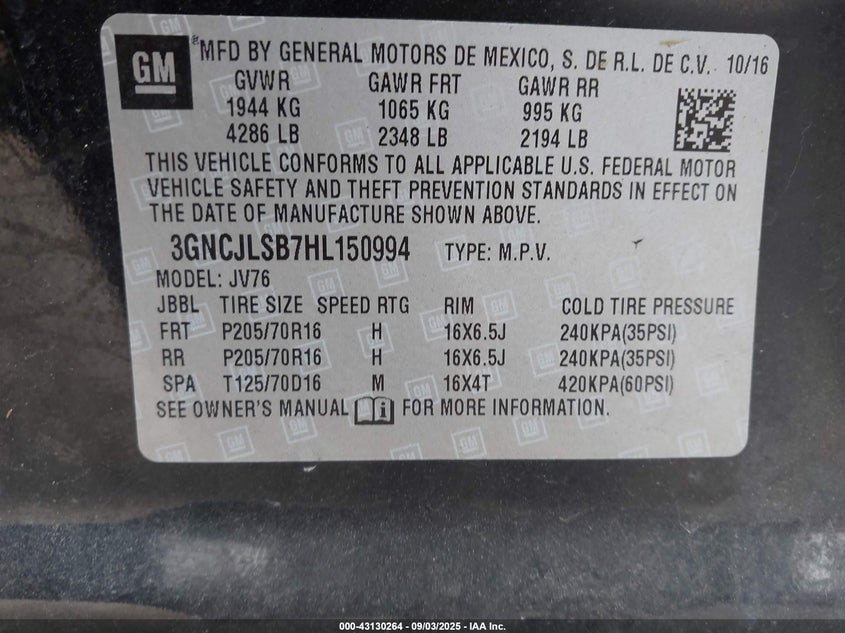 GM
MFD BY GENERAL MOTORS DE MEXICO, S. DE R.L. DE C.V. 10/16
GVWR GAWR FRT GAWR RR
1944 KG 1065 KG 995 KG
4286 LB 2348 LB 2194 LB
THIS VEHICLE CONFORMS TO ALL APPLICABLE U.S. FEDERAL MOTOR
VEHICLE SAFETY AND THEFT PREVENTION STANDARDS IN EFFECT ON
THE DATE OF MANUFACTURE SHOWN ABOVE.
3GNCJLSB7HL150994 TYPE: M.P.V.
MODEL: JV76
JBBL TIRE SIZE SPEED RTG RIM COLD TIRE PRESSURE
FRT P205/70R16 H 16X6.5J 240KPA(35PSI)
RR P205/70R16 H 16X6.5J 240KPA(35PSI)
SPA T125/70D16 M 16X4T 420KPA(60PSI)
SEE OWNER'S MANUAL i FOR MORE INFORMATION.
000-43130264 - 09/03/2025 - IAA Inc.